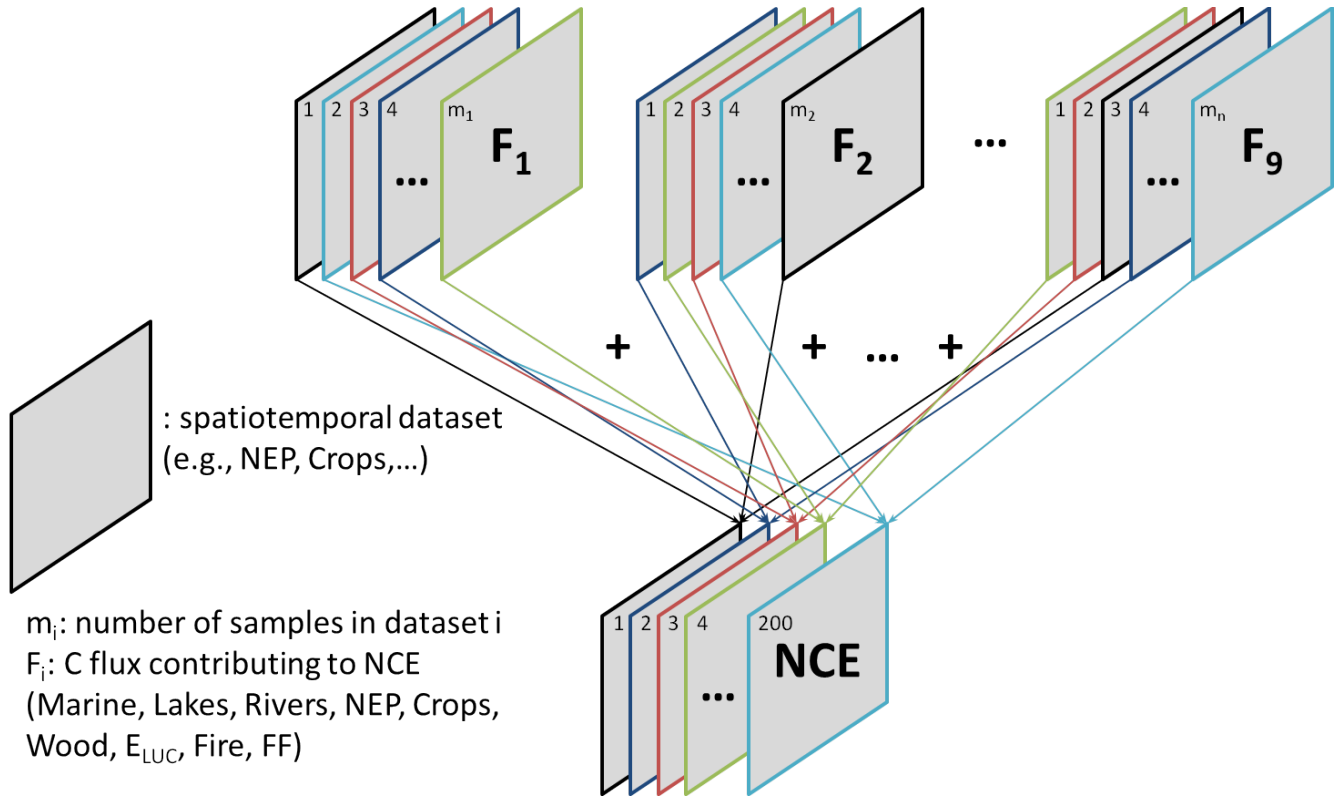 1 2 3 4 ... m₁ F₁
1 2 3 4 ... m₂ F₂
...
1 2 3 4 ... mₙ F₉
+ + ... +
: spatiotemporal dataset
(e.g., NEP, Crops,...)
1 2 3 4 ... 200 NCE
mᵢ: number of samples in dataset i
Fᵢ: C flux contributing to NCE
(Marine, Lakes, Rivers, NEP, Crops,
Wood, E_LUC, Fire, FF)